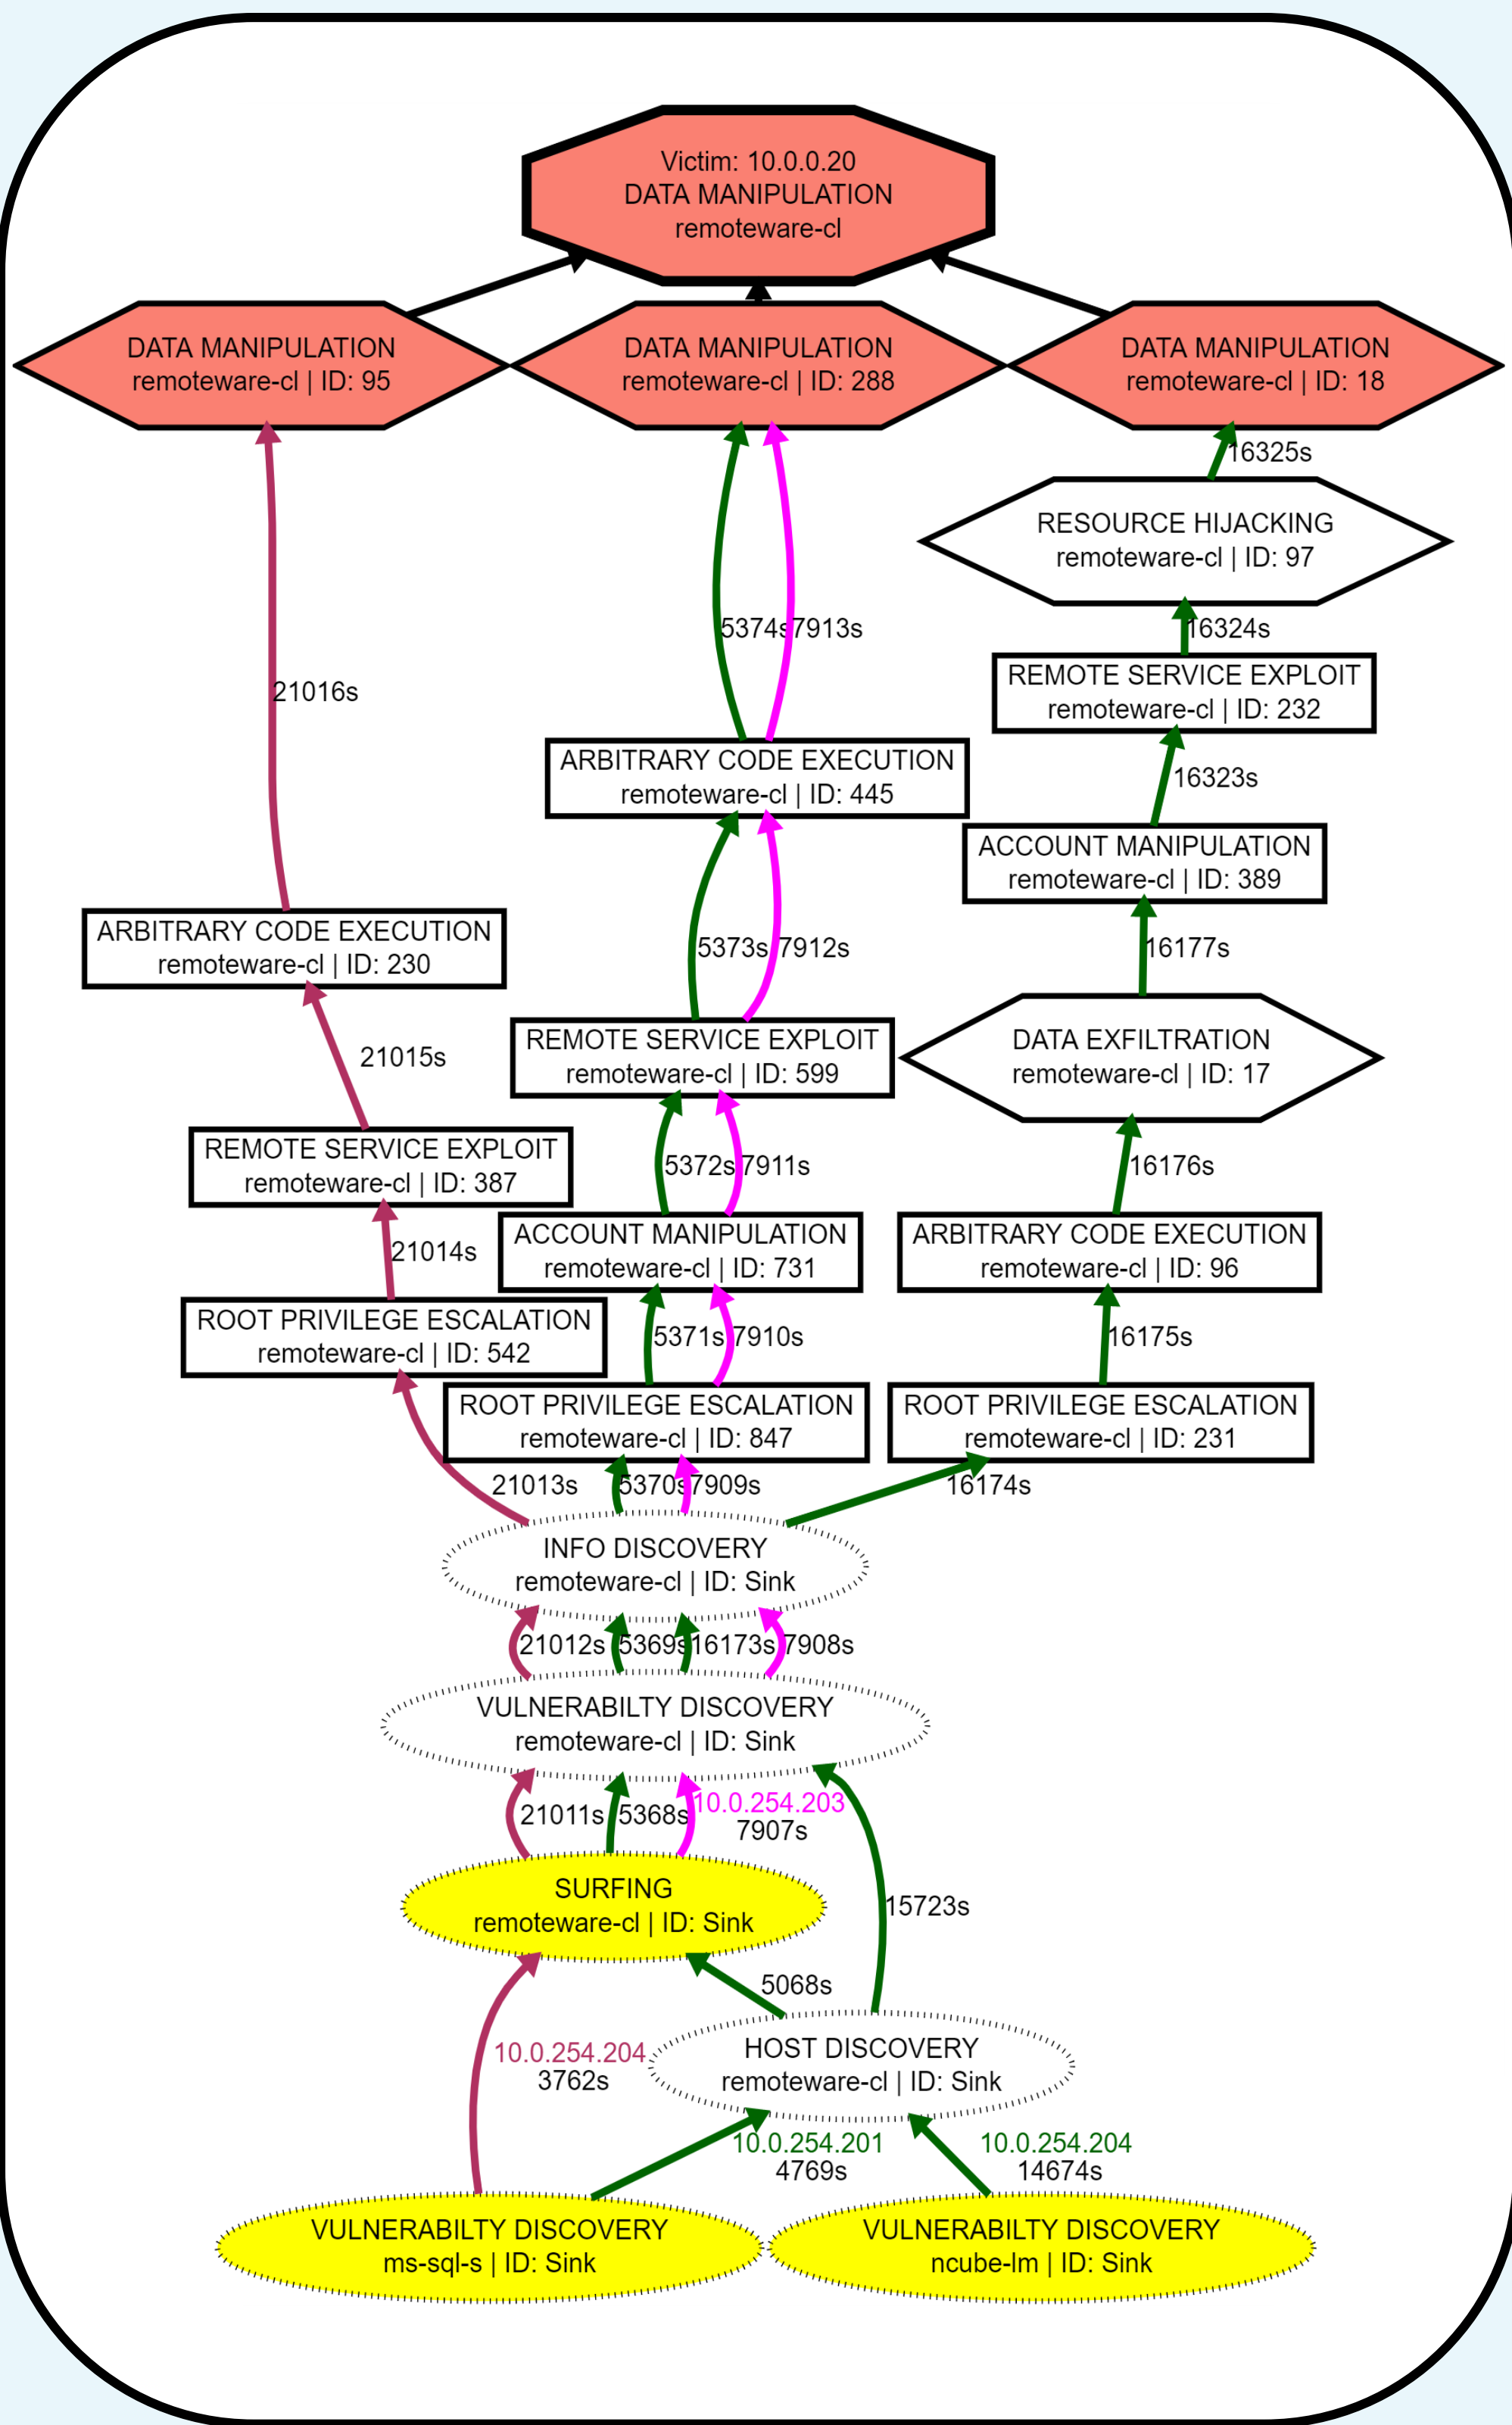 Victim: 10.0.0.20
DATA MANIPULATION
remoteware-cl
DATA MANIPULATION
remoteware-cl | ID: 95
DATA MANIPULATION
remoteware-cl | ID: 288
DATA MANIPULATION
remoteware-cl | ID: 18
16325s
RESOURCE HIJACKING
remoteware-cl | ID: 97
5374s
7913s
16324s
21016s
REMOTE SERVICE EXPLOIT
remoteware-cl | ID: 232
ARBITRARY CODE EXECUTION
remoteware-cl | ID: 445
16323s
ACCOUNT MANIPULATION
remoteware-cl | ID: 389
ARBITRARY CODE EXECUTION
remoteware-cl | ID: 230
5373s
7912s
16177s
21015s
REMOTE SERVICE EXPLOIT
remoteware-cl | ID: 599
DATA EXFILTRATION
remoteware-cl | ID: 17
REMOTE SERVICE EXPLOIT
remoteware-cl | ID: 387
5372s
7911s
16176s
21014s
ACCOUNT MANIPULATION
remoteware-cl | ID: 731
ARBITRARY CODE EXECUTION
remoteware-cl | ID: 96
ROOT PRIVILEGE ESCALATION
remoteware-cl | ID: 542
5371s
7910s
16175s
ROOT PRIVILEGE ESCALATION
remoteware-cl | ID: 847
ROOT PRIVILEGE ESCALATION
remoteware-cl | ID: 231
21013s
5370s
7909s
16174s
INFO DISCOVERY
remoteware-cl | ID: Sink
21012s
5369s
16173s
7908s
VULNERABILTY DISCOVERY
remoteware-cl | ID: Sink
21011s
5368s
10.0.254.203
7907s
SURFING
remoteware-cl | ID: Sink
15723s
5068s
HOST DISCOVERY
remoteware-cl | ID: Sink
10.0.254.204
3762s
10.0.254.201
4769s
10.0.254.204
14674s
VULNERABILTY DISCOVERY
ms-sql-s | ID: Sink
VULNERABILTY DISCOVERY
ncube-lm | ID: Sink